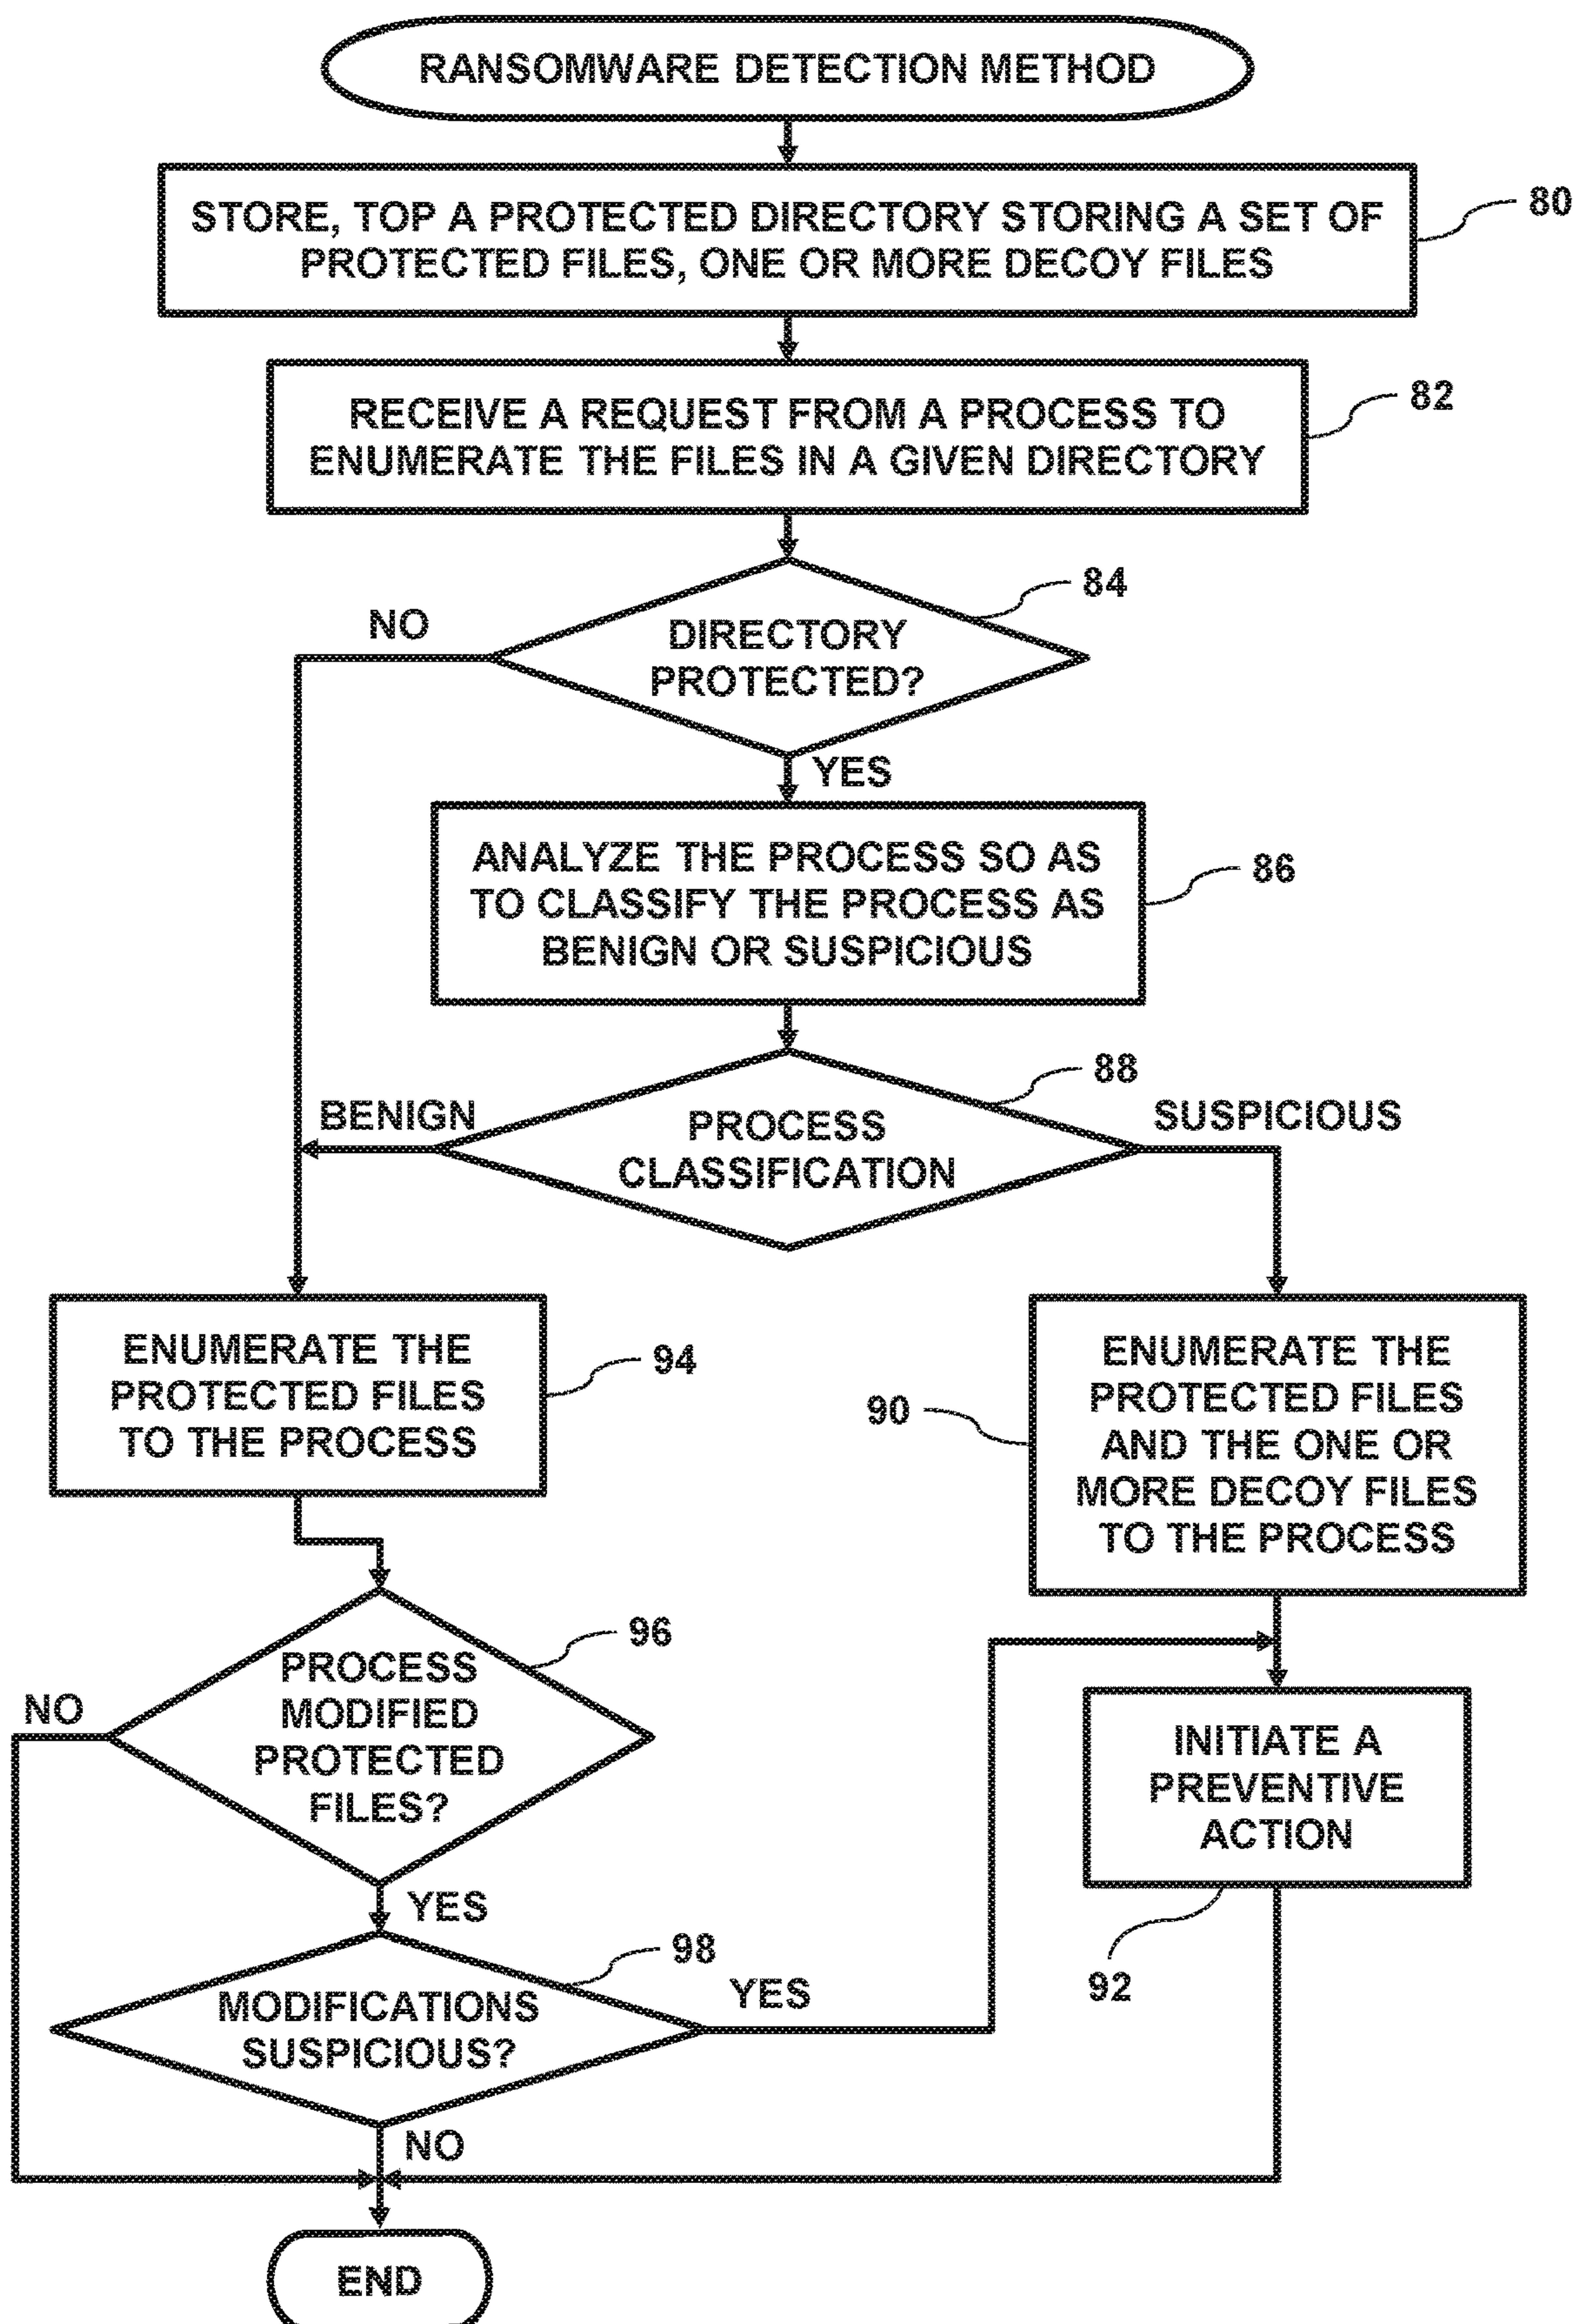 RANSOMWARE DETECTION METHOD
STORE, TOP A PROTECTED DIRECTORY STORING A SET OF
PROTECTED FILES, ONE OR MORE DECOY FILES
80
RECEIVE A REQUEST FROM A PROCESS TO
ENUMERATE THE FILES IN A GIVEN DIRECTORY
82
84
NO
DIRECTORY
PROTECTED?
YES
ANALYZE THE PROCESS SO AS
TO CLASSIFY THE PROCESS AS
BENIGN OR SUSPICIOUS
86
88
BENIGN
PROCESS
CLASSIFICATION
SUSPICIOUS
ENUMERATE THE
PROTECTED FILES
TO THE PROCESS
94
90
ENUMERATE THE
PROTECTED FILES
AND THE ONE OR
MORE DECOY FILES
TO THE PROCESS
96
NO
PROCESS
MODIFIED
PROTECTED
FILES?
YES
INITIATE A
PREVENTIVE
ACTION
92
98
MODIFICATIONS
SUSPICIOUS?
YES
NO
END